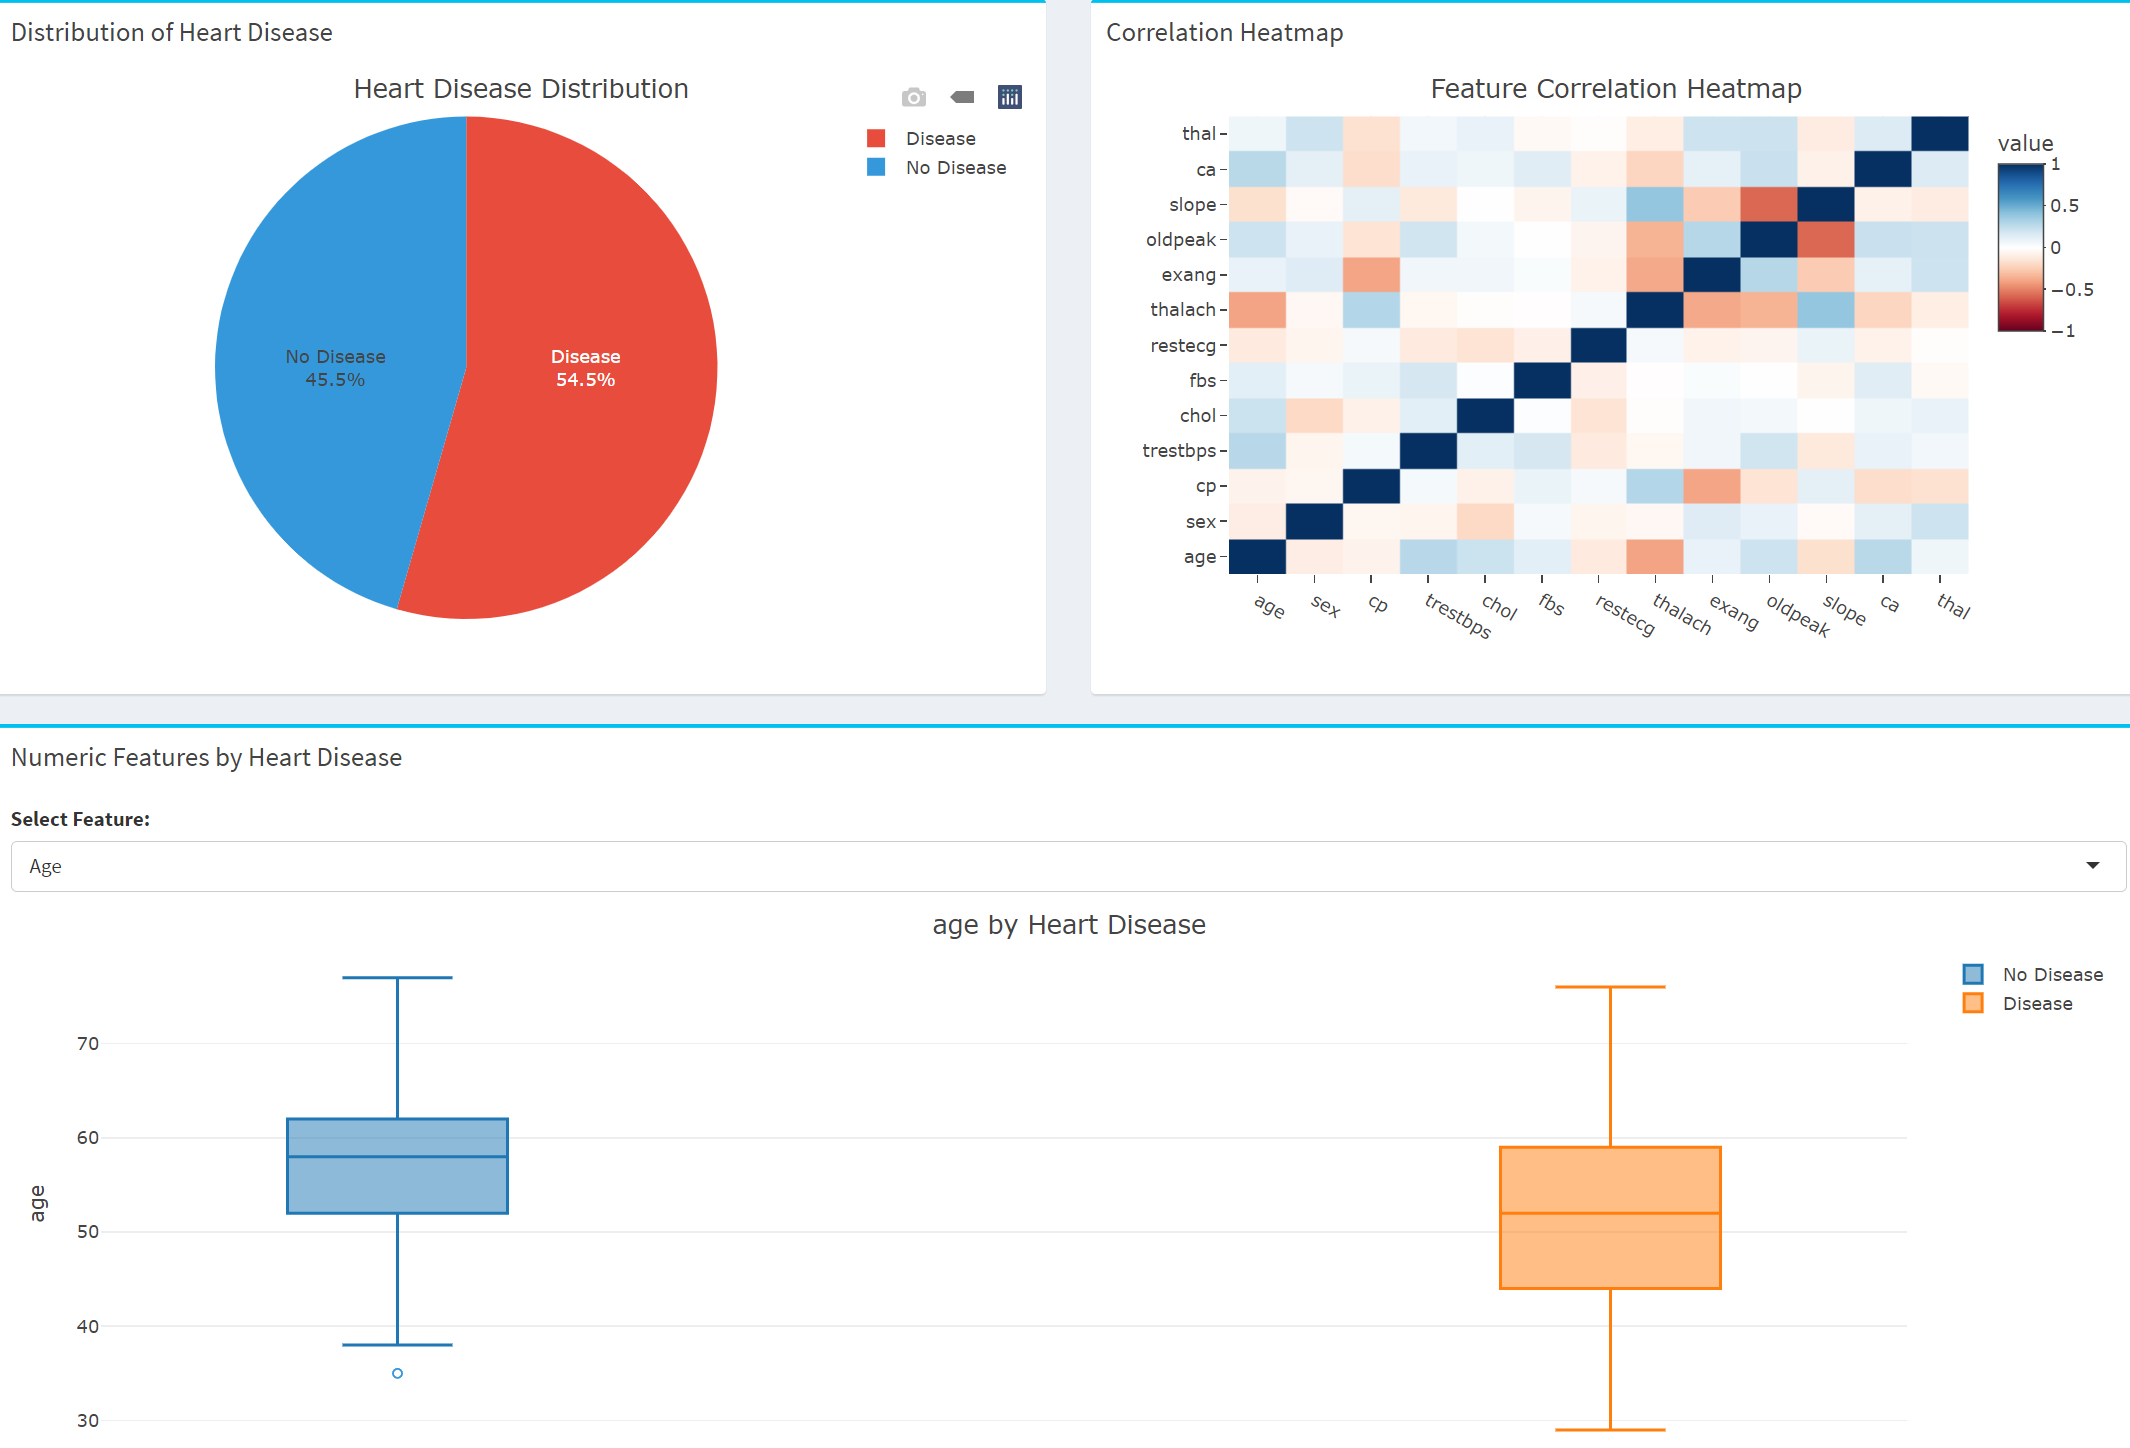 Distribution of Heart Disease
Heart Disease Distribution
Disease
No Disease
No Disease
45.5%
Disease
54.5%
Correlation Heatmap
Feature Correlation Heatmap
thal
ca
slope
oldpeak
exang
thalach
restecg
fbs
chol
trestbps
cp
sex
age
age
sex
cp
trestbps
chol
fbs
restecg
thalach
exang
oldpeak
slope
ca
thal
value
1
0.5
0
−0.5
−1
Numeric Features by Heart Disease
Select Feature:
Age
age by Heart Disease
No Disease
Disease
70
60
50
40
30
age